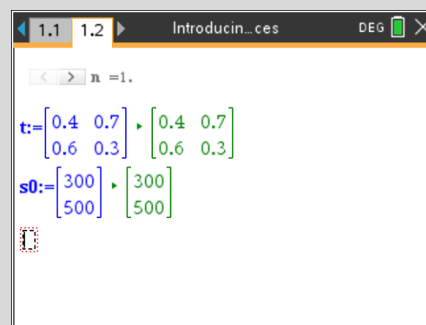 1.1 1.2 Introducin...ces DEG
< > n =1.
t:=[0.4 0.7 ▸ [0.4 0.7
0.6 0.3] 0.6 0.3]
s0:=[300 ▸ [300
500] 500]